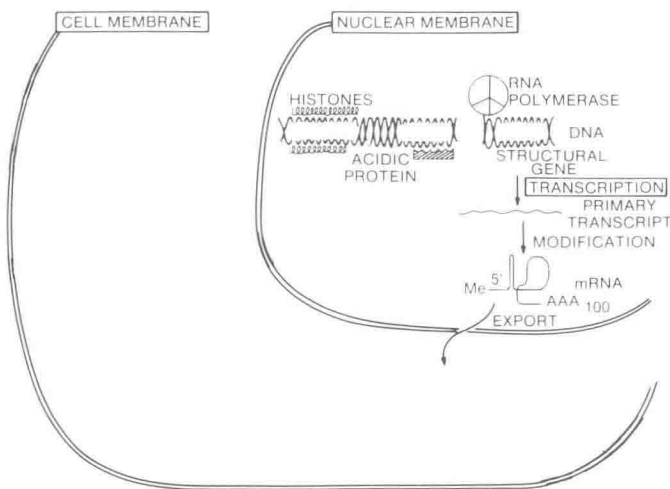 CELL MEMBRANE
NUCLEAR MEMBRANE
RNA
POLYMERASE
HISTONES
DNA
ACIDIC
PROTEIN
STRUCTURAL
GENE
TRANSCRIPTION
PRIMARY
TRANSCRIPT
MODIFICATION
Me 5' mRNA
AAA 100
EXPORT